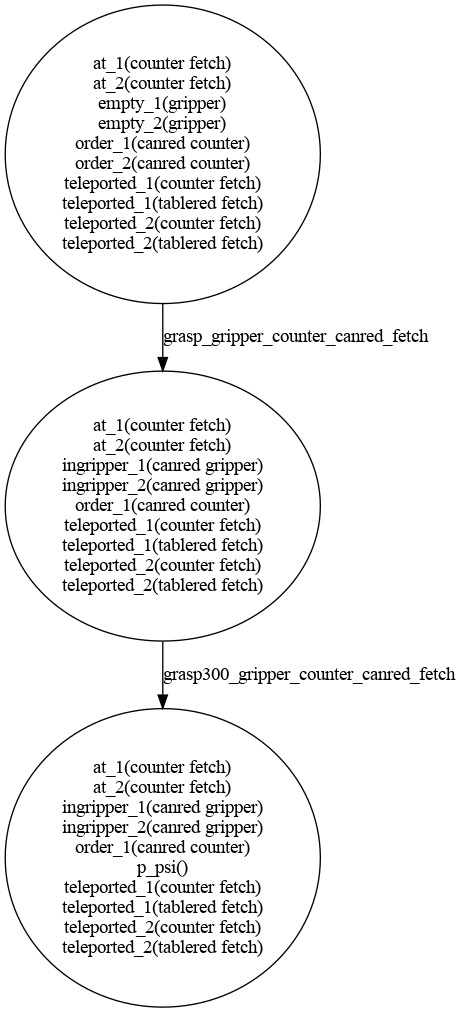 at_1(counter fetch)
at_2(counter fetch)
empty_1(gripper)
empty_2(gripper)
order_1(canred counter)
order_2(canred counter)
teleported_1(counter fetch)
teleported_1(tablered fetch)
teleported_2(counter fetch)
teleported_2(tablered fetch)
grasp_gripper_counter_canred_fetch
at_1(counter fetch)
at_2(counter fetch)
ingripper_1(canred gripper)
ingripper_2(canred gripper)
order_1(canred counter)
teleported_1(counter fetch)
teleported_1(tablered fetch)
teleported_2(counter fetch)
teleported_2(tablered fetch)
grasp300_gripper_counter_canred_fetch
at_1(counter fetch)
at_2(counter fetch)
ingripper_1(canred gripper)
ingripper_2(canred gripper)
order_1(canred counter)
p_psi()
teleported_1(counter fetch)
teleported_1(tablered fetch)
teleported_2(counter fetch)
teleported_2(tablered fetch)